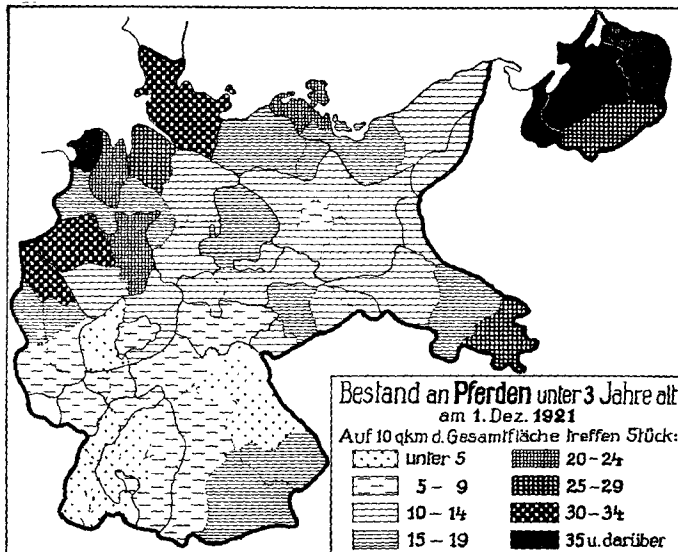 Bestand an Pferden unter 3 Jahre alt
am 1. Dez. 1921
Auf 10 qkm d. Gesamtfläche treffen Stück:
unter 5
5 – 9
10 – 14
15 – 19
20 – 24
25 – 29
30 – 34
35 u. darüber